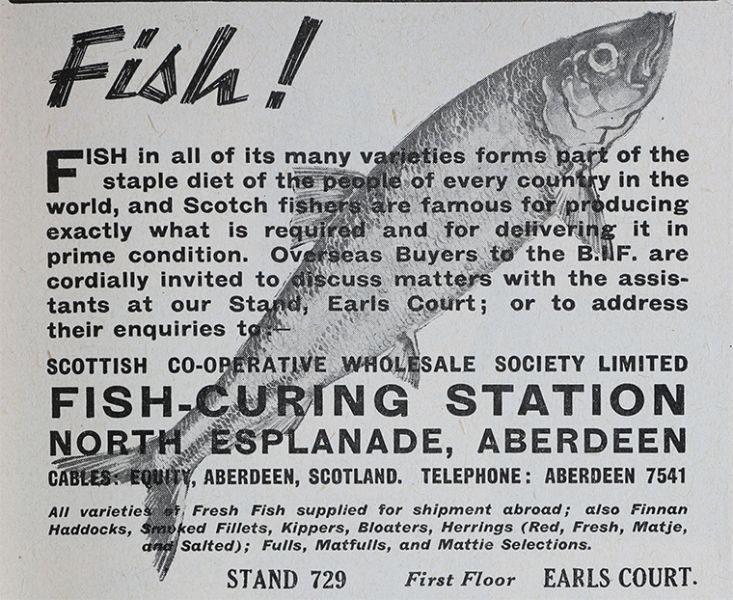 Fish!
FISH in all of its many varieties forms part of the
staple diet of the people of every country in the
world, and Scotch fishers are famous for producing
exactly what is required and for delivering it in
prime condition. Overseas Buyers to the B.I.F. are
cordially invited to discuss matters with the assis-
tants at our Stand, Earls Court; or to address
their enquiries to:—
SCOTTISH CO-OPERATIVE WHOLESALE SOCIETY LIMITED
FISH-CURING STATION
NORTH ESPLANADE, ABERDEEN
CABLES: EQUITY, ABERDEEN, SCOTLAND. TELEPHONE: ABERDEEN 7541
All varieties of Fresh Fish supplied for shipment abroad; also Finnan
Haddocks, Smoked Fillets, Kippers, Bloaters, Herrings (Red, Fresh, Matje,
and Salted); Fulls, Matfulls, and Mattie Selections.
STAND 729 First Floor EARLS COURT.